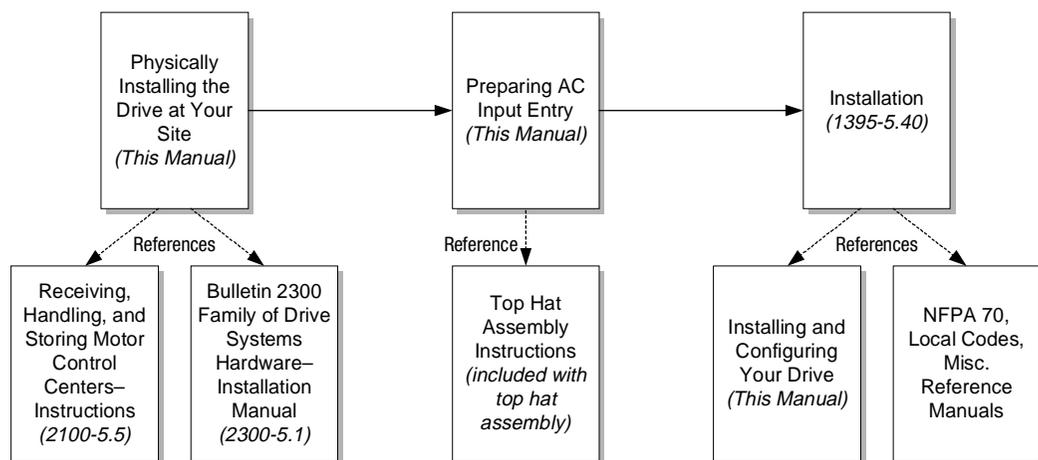 Physically
Installing the
Drive at Your
Site
(This Manual)
Preparing AC
Input Entry
(This Manual)
Installation
(1395-5.40)
References
Reference
References
Receiving,
Handling, and
Storing Motor
Control
Centers–
Instructions
(2100-5.5)
Bulletin 2300
Family of Drive
Systems
Hardware–
Installation
Manual
(2300-5.1)
Top Hat
Assembly
Instructions
(included with
top hat
assembly)
Installing and
Configuring
Your Drive
(This Manual)
NFPA 70,
Local Codes,
Misc.
Reference
Manuals